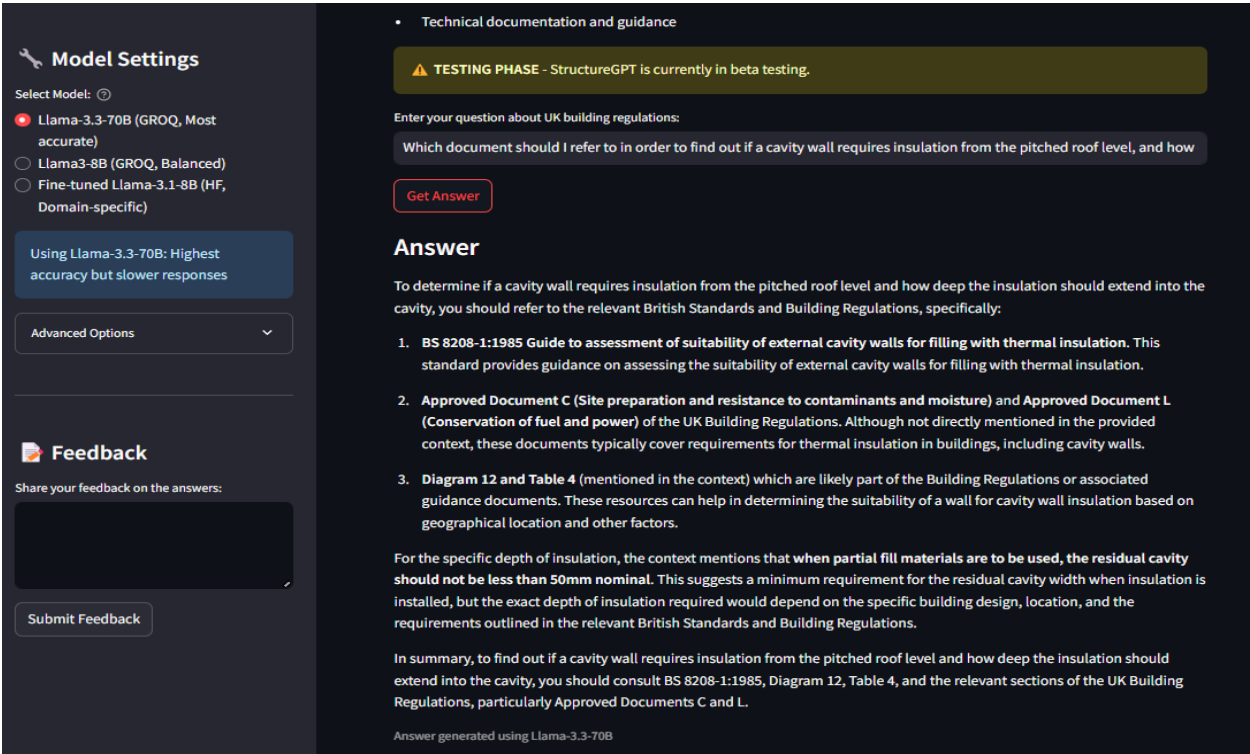 Model Settings
Select Model:
Llama-3.3-70B (GROQ, Most
accurate)
Llama3-8B (GROQ, Balanced)
Fine-tuned Llama-3.1-8B (HF,
Domain-specific)
Using Llama-3.3-70B: Highest
accuracy but slower responses
Advanced Options
Feedback
Share your feedback on the answers:
Submit Feedback
• Technical documentation and guidance
TESTING PHASE - StructureGPT is currently in beta testing.
Enter your question about UK building regulations:
Which document should I refer to in order to find out if a cavity wall requires insulation from the pitched roof level, and how
Get Answer
Answer
To determine if a cavity wall requires insulation from the pitched roof level and how deep the insulation should extend into the
cavity, you should refer to the relevant British Standards and Building Regulations, specifically:
1. BS 8208-1:1985 Guide to assessment of suitability of external cavity walls for filling with thermal insulation. This
standard provides guidance on assessing the suitability of external cavity walls for filling with thermal insulation.
2. Approved Document C (Site preparation and resistance to contaminants and moisture) and Approved Document L
(Conservation of fuel and power) of the UK Building Regulations. Although not directly mentioned in the provided
context, these documents typically cover requirements for thermal insulation in buildings, including cavity walls.
3. Diagram 12 and Table 4 (mentioned in the context) which are likely part of the Building Regulations or associated
guidance documents. These resources can help in determining the suitability of a wall for cavity wall insulation based on
geographical location and other factors.
For the specific depth of insulation, the context mentions that when partial fill materials are to be used, the residual cavity
should not be less than 50mm nominal. This suggests a minimum requirement for the residual cavity width when insulation is
installed, but the exact depth of insulation required would depend on the specific building design, location, and the
requirements outlined in the relevant British Standards and Building Regulations.
In summary, to find out if a cavity wall requires insulation from the pitched roof level and how deep the insulation should
extend into the cavity, you should consult BS 8208-1:1985, Diagram 12, Table 4, and the relevant sections of the UK Building
Regulations, particularly Approved Documents C and L.
Answer generated using Llama-3.3-70B